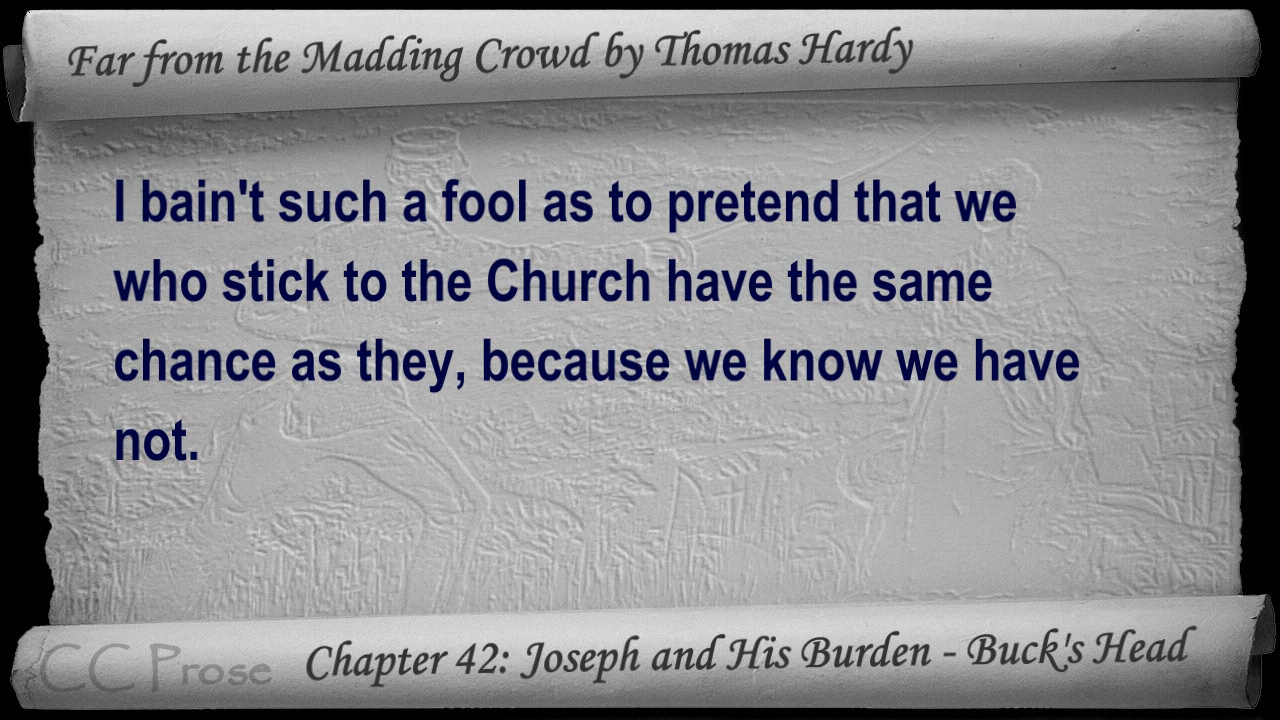 Far from the Madding Crowd by Thomas Hardy
I bain't such a fool as to pretend that we
who stick to the Church have the same
chance as they, because we know we have
not.
CC Prose
Chapter 42: Joseph and His Burden - Buck's Head